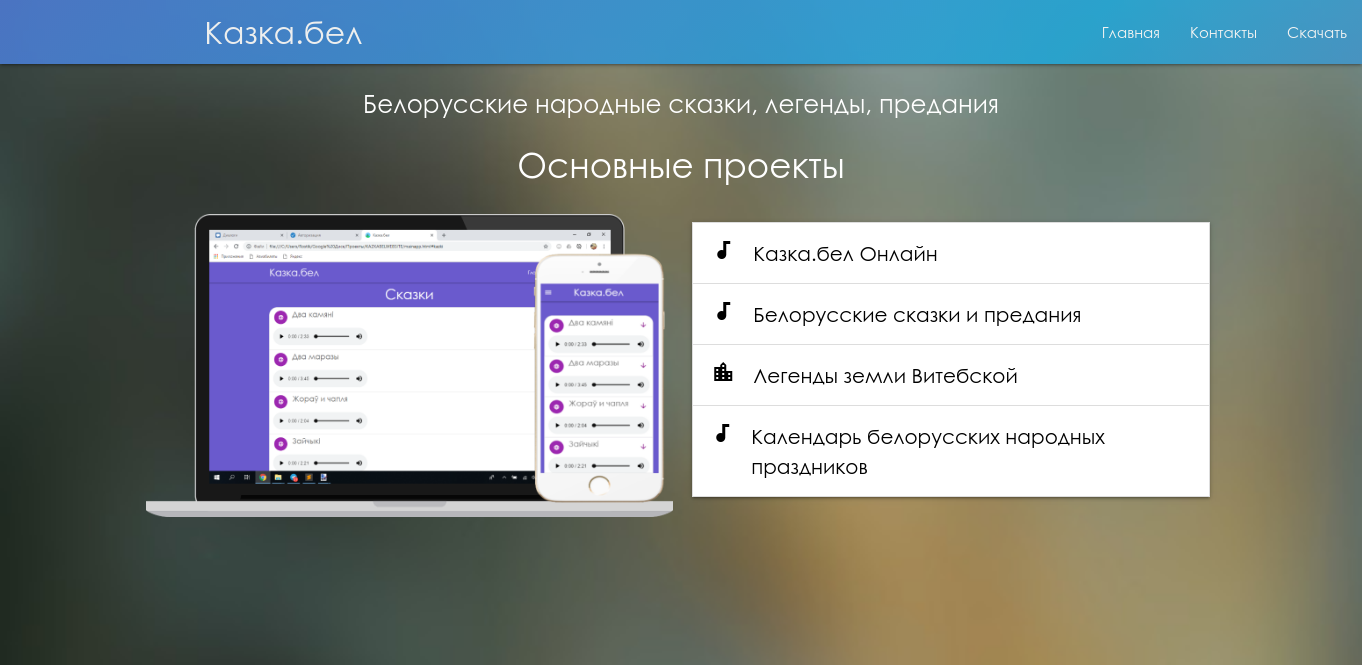 Казка.бел
Главная Контакты Скачать
Белорусские народные сказки, легенды, предания
Основные проекты
Казка.бел
Сказки
Два камяні
0:00 / 2:33
Два маразы
0:00 / 3:45
Жораў и чапля
0:00 / 2:04
Зайчыкі
0:00 / 2:21
Казка.бел
Два камяні
0:00 / 2:33
Два маразы
0:00 / 3:45
Жораў и чапля
0:00 / 2:04
Зайчыкі
0:00 / 2:21
Казка.бел Онлайн
Белорусские сказки и предания
Легенды земли Витебской
Календарь белорусских народных
праздников